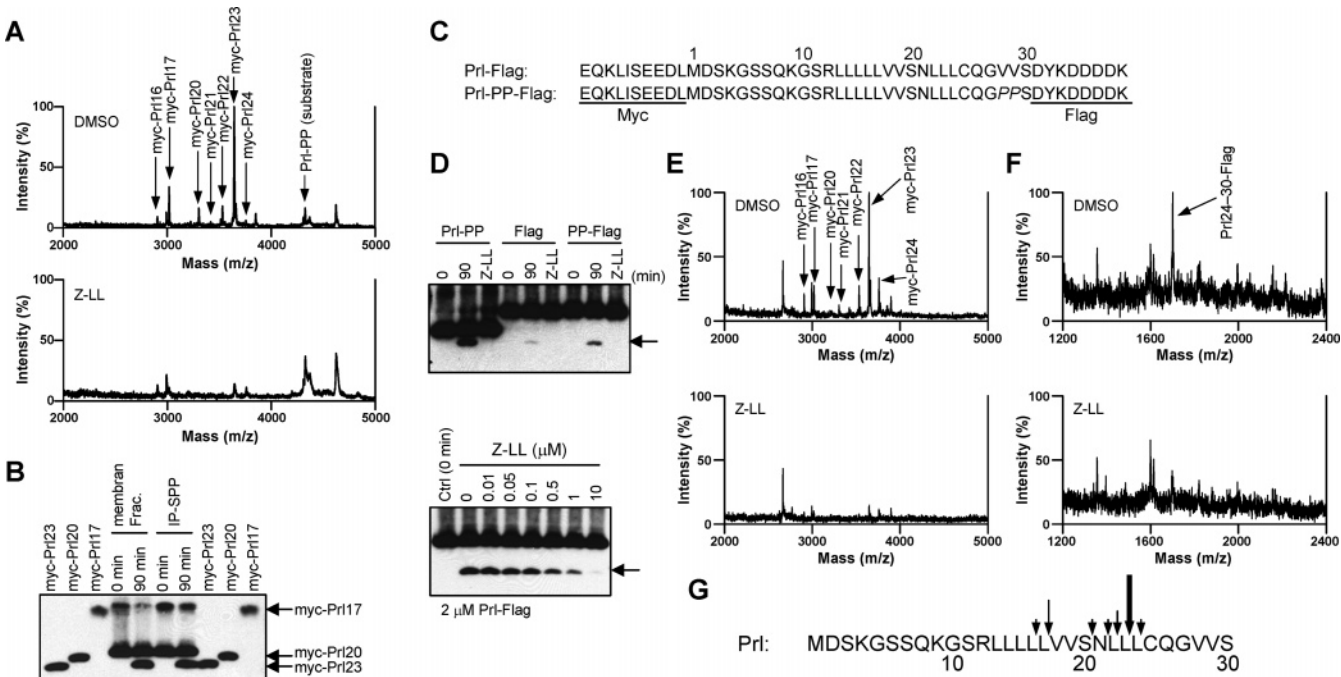 A
DMSO
Intensity (%)
100
50
0
myc-Prl16
myc-Prl17
myc-Prl20
myc-Prl21
myc-Prl22
myc-Prl23
myc-Prl24
Prl-PP (substrate)
2000 3000 4000 5000
Mass (m/z)
Z-LL
Intensity (%)
100
50
0
2000 3000 4000 5000
Mass (m/z)
B
myc-Prl23
myc-Prl20
myc-Prl17
membran Frac.
0 min
90 min
IP-SPP
0 min
90 min
myc-Prl23
myc-Prl20
myc-Prl17
myc-Prl17
myc-Prl20
myc-Prl23
C
1 10 20 30
Prl-Flag: EQKLISEEDLMDSKGSSQKGSRLLLLLVVSNLLLCQGVVSDYKDDDDK
Prl-PP-Flag: EQKLISEEDLMDSKGSSQKGSRLLLLLVVSNLLLCQGPPSDYKDDDDK
Myc Flag
D
Prl-PP Flag PP-Flag
0 90 Z-LL 0 90 Z-LL 0 90 Z-LL (min)
Z-LL (µM)
Ctrl (0 min) 0 0.01 0.05 0.1 0.5 1 10
2 µM Prl-Flag
E
DMSO
Intensity (%)
100
50
0
myc-Prl16
myc-Prl17
myc-Prl20
myc-Prl21
myc-Prl22
myc-Prl23
myc-Prl24
2000 3000 4000 5000
Mass (m/z)
Z-LL
Intensity (%)
100
50
0
2000 3000 4000 5000
Mass (m/z)
F
DMSO
Intensity (%)
100
50
0
Prl24–30-Flag
1200 1600 2000 2400
Mass (m/z)
Z-LL
Intensity (%)
100
50
0
1200 1600 2000 2400
Mass (m/z)
G
Prl: MDSKGSSQKGSRLLLLLVVSNLLLCQGVVS
10 20 30